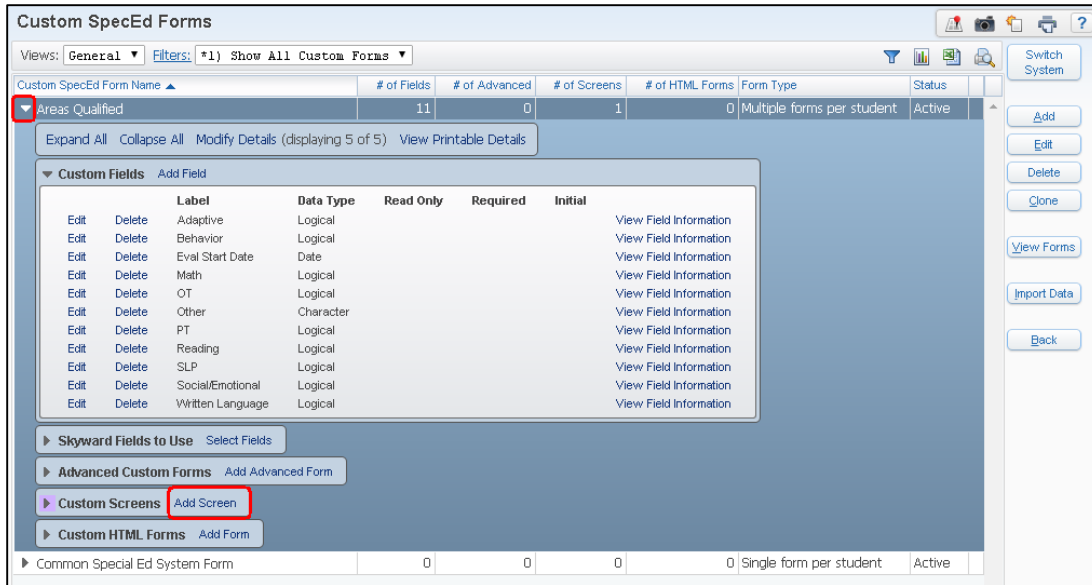 Custom SpecEd Forms
?
Views: General ▼ Filters: *1) Show All Custom Forms ▼
Custom SpecEd Form Name ▲ # of Fields # of Advanced # of Screens # of HTML Forms Form Type Status
Areas Qualified 11 0 1 0 Multiple forms per student Active
Expand All Collapse All Modify Details (displaying 5 of 5) View Printable Details
Custom Fields Add Field
Label Data Type Read Only Required Initial
Edit Delete Adaptive Logical View Field Information
Edit Delete Behavior Logical View Field Information
Edit Delete Eval Start Date Date View Field Information
Edit Delete Math Logical View Field Information
Edit Delete OT Logical View Field Information
Edit Delete Other Character View Field Information
Edit Delete PT Logical View Field Information
Edit Delete Reading Logical View Field Information
Edit Delete SLP Logical View Field Information
Edit Delete Social/Emotional Logical View Field Information
Edit Delete Written Language Logical View Field Information
Skyward Fields to Use Select Fields
Advanced Custom Forms Add Advanced Form
Custom Screens Add Screen
Custom HTML Forms Add Form
Common Special Ed System Form 0 0 0 0 Single form per student Active
Switch
System
Add
Edit
Delete
Clone
View Forms
Import Data
Back